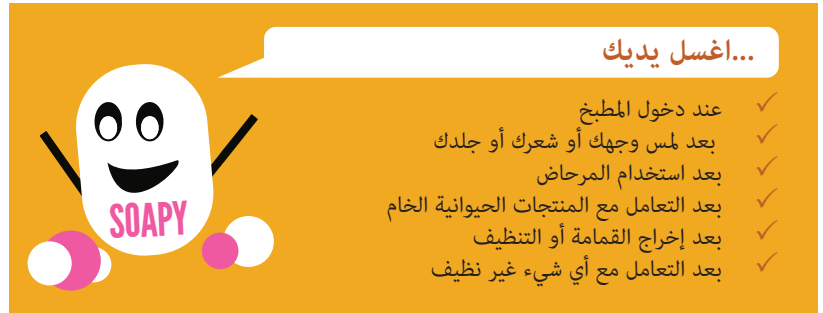 ...اغسل يديك
عند دخول المطبخ
بعد لمس وجهك أو شعرك أو جلدك
بعد استخدام المرحاض
بعد التعامل مع المنتجات الحيوانية الخام
بعد إخراج القمامة أو التنظيف
بعد التعامل مع أي شيء غير نظيف
SOAPY